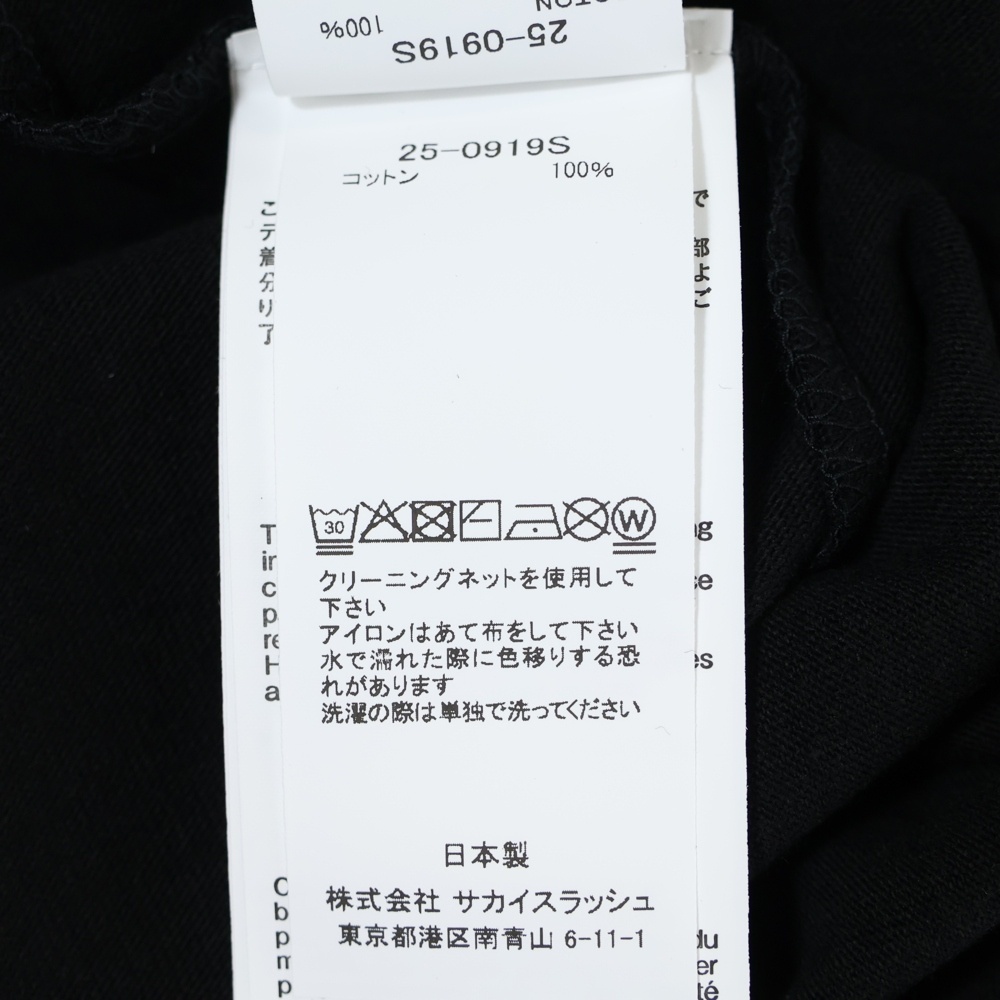 COTTON
100%
25-0919S
25-0919S
コットン 100%
30
W
クリーニングネットを使用して
下さい
アイロンはあて布をして下さい
水で濡れた際に色移りする恐
れがあります
洗濯の際は単独で洗ってください
日本製
株式会社 サカイスラッシュ
東京都港区南青山 6-11-1